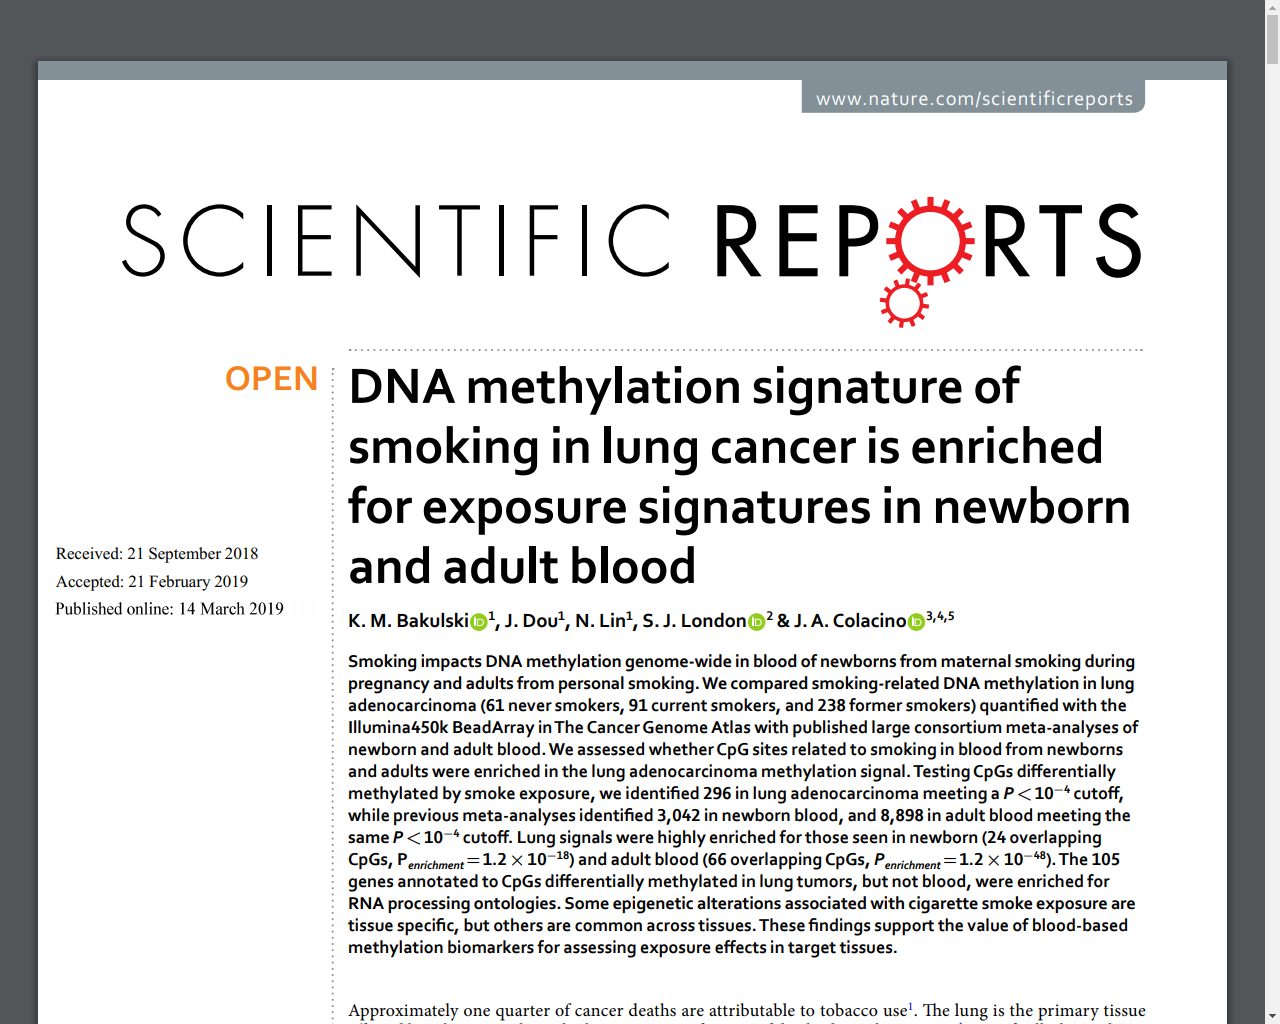 www.nature.com/scientificreports
SCIENTIFIC REPORTS
OPEN
DNA methylation signature of
smoking in lung cancer is enriched
for exposure signatures in newborn
and adult blood
Received: 21 September 2018
Accepted: 21 February 2019
Published online: 14 March 2019
K. M. Bakulski iD 1, J. Dou1, N. Lin1, S. J. London iD 2 & J. A. Colacino iD 3,4,5
Smoking impacts DNA methylation genome-wide in blood of newborns from maternal smoking during
pregnancy and adults from personal smoking. We compared smoking-related DNA methylation in lung
adenocarcinoma (61 never smokers, 91 current smokers, and 238 former smokers) quantified with the
Illumina450k BeadArray in The Cancer Genome Atlas with published large consortium meta-analyses of
newborn and adult blood. We assessed whether CpG sites related to smoking in blood from newborns
and adults were enriched in the lung adenocarcinoma methylation signal. Testing CpGs differentially
methylated by smoke exposure, we identified 296 in lung adenocarcinoma meeting a P < 10−4 cutoff,
while previous meta-analyses identified 3,042 in newborn blood, and 8,898 in adult blood meeting the
same P < 10−4 cutoff. Lung signals were highly enriched for those seen in newborn (24 overlapping
CpGs, Penrichment = 1.2 × 10−18) and adult blood (66 overlapping CpGs, Penrichment = 1.2 × 10−48). The 105
genes annotated to CpGs differentially methylated in lung tumors, but not blood, were enriched for
RNA processing ontologies. Some epigenetic alterations associated with cigarette smoke exposure are
tissue specific, but others are common across tissues. These findings support the value of blood-based
methylation biomarkers for assessing exposure effects in target tissues.
Approximately one quarter of cancer deaths are attributable to tobacco use1. The lung is the primary tissue